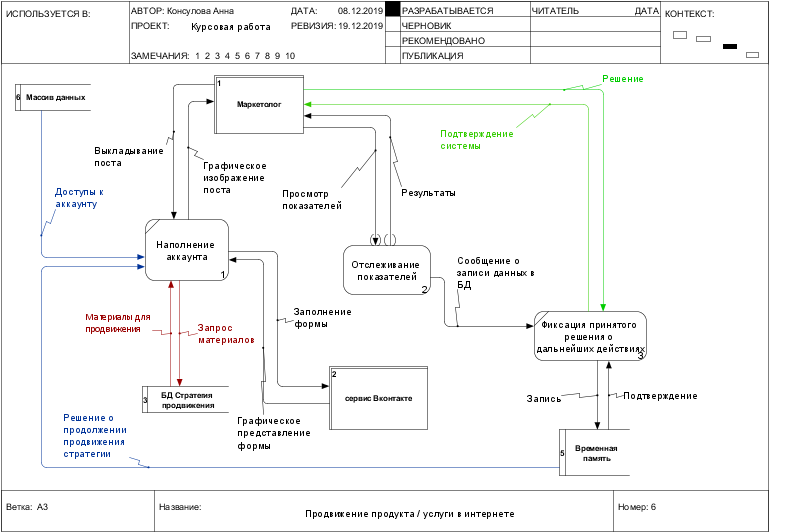 ИСПОЛЬЗУЕТСЯ В:
АВТОР: Консулова Анна
ДАТА: 08.12.2019
РАЗРАБАТЫВАЕТСЯ
ЧИТАТЕЛЬ
ДАТА
КОНТЕКСТ:
ПРОЕКТ: Курсовая работа
РЕВИЗИЯ: 19.12.2019
ЧЕРНОВИК
РЕКОМЕНДОВАНО
ЗАМЕЧАНИЯ: 1 2 3 4 5 6 7 8 9 10
ПУБЛИКАЦИЯ
6 Массив данных
1
Маркетолог
Решение
Подтверждение
системы
Выкладывание
поста
Графическое
изображение
поста
Просмотр
показателей
Результаты
Доступы к
аккаунту
Наполнение
аккаунта
1
Отслеживание
показателей
2
Сообщение о
записи данных в
БД
Материалы для
продвижения
Запрос
материалов
Заполнение
формы
Фиксация принятого
решения о
дальнейших действиях
3
3
БД Стратегия
продвижения
2
сервис Вконтакте
Запись
Подтверждение
Решение о
продолжении
продвижения
стратегии
Графическое
представление
формы
5
Временная
память
Ветка: A3
Название:
Продвижение продукта / услуги в интернете
Номер: 6